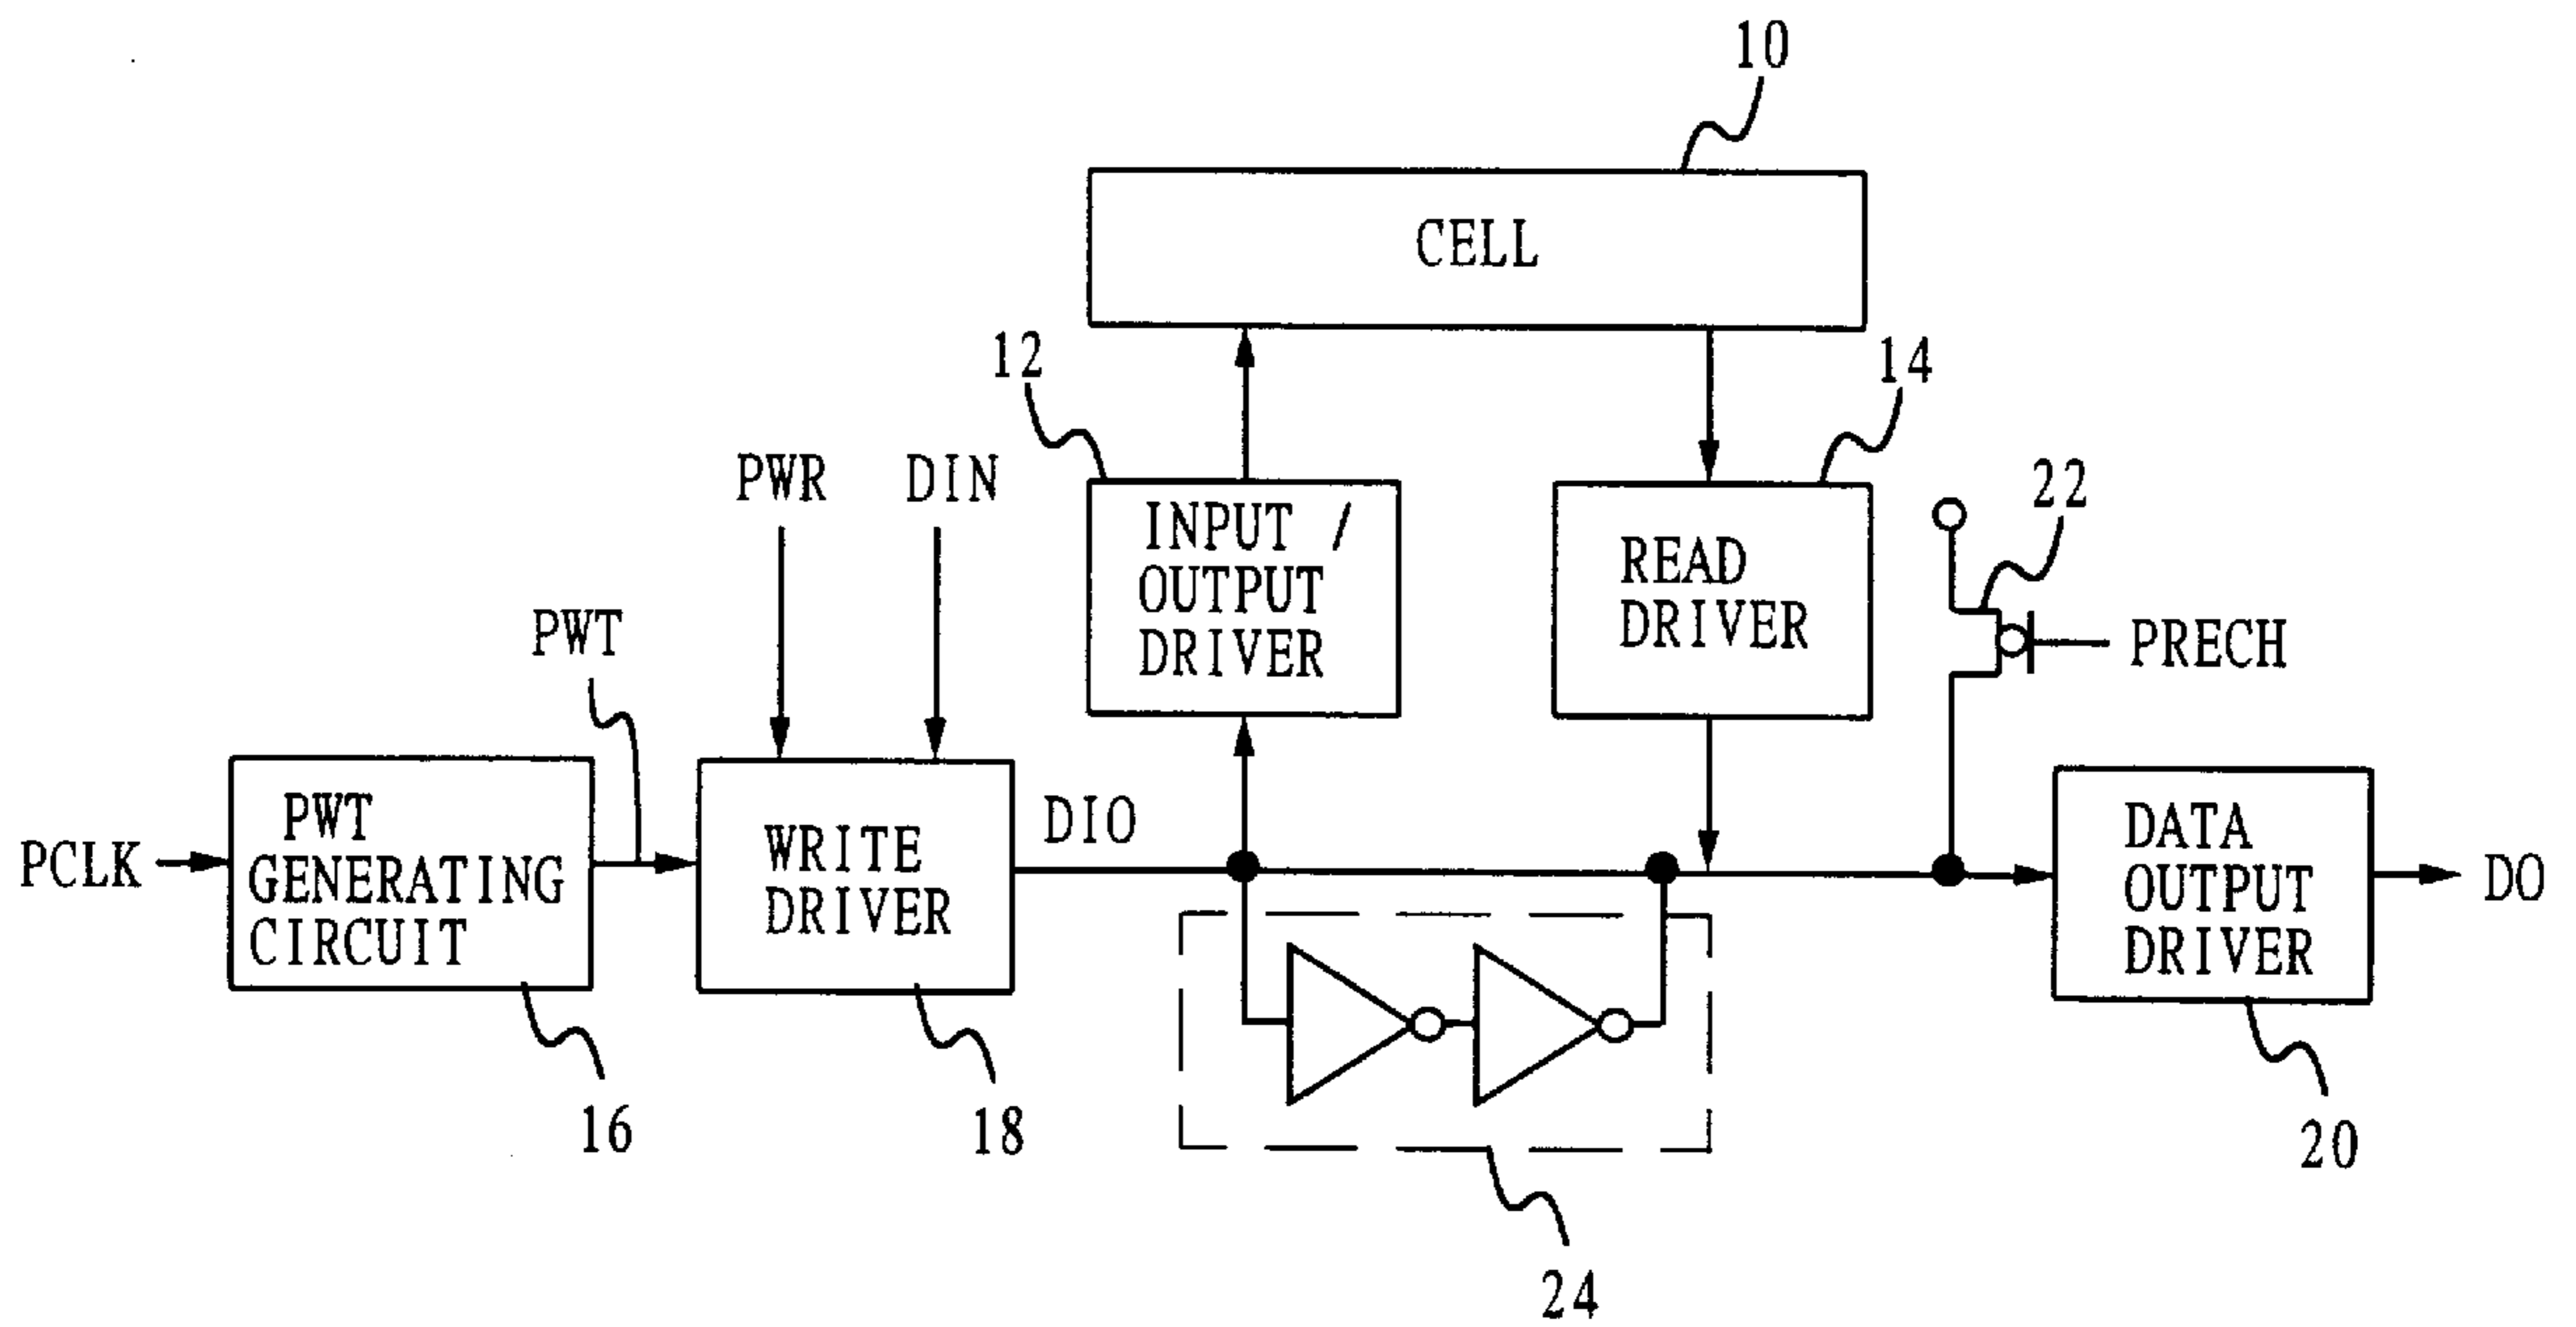 10
CELL
12
14
PWR
DIN
22
INPUT /
OUTPUT
DRIVER
READ
DRIVER
PRECH
PWT
PCLK
PWT
GENERATING
CIRCUIT
WRITE
DRIVER
DIO
DATA
OUTPUT
DRIVER
DO
16
18
20
24